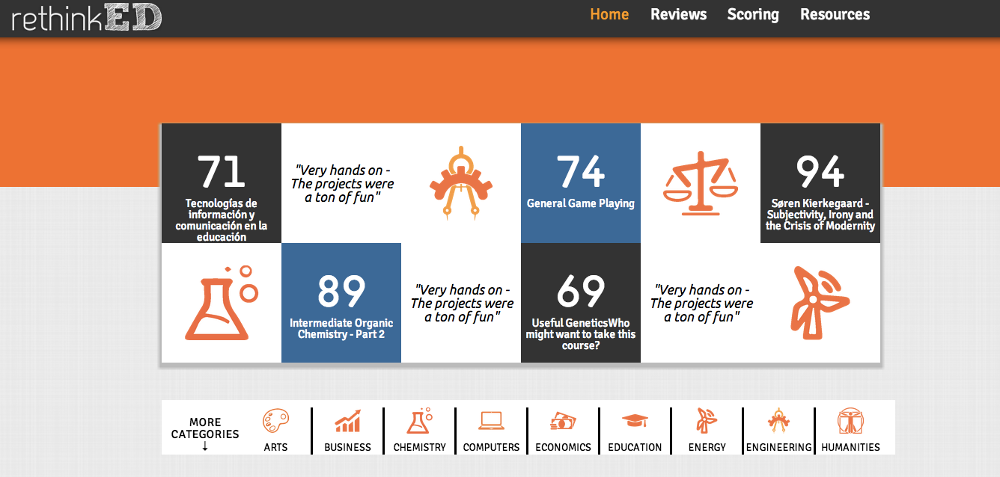 rethinkED
Home Reviews Scoring Resources
71
Tecnologías de
información y
comunicación en la
educación
"Very hands on -
The projects were
a ton of fun"
74
General Game Playing
94
Søren Kierkegaard -
Subjectivity, Irony and
the Crisis of Modernity
89
Intermediate Organic
Chemistry - Part 2
"Very hands on -
The projects were
a ton of fun"
69
Useful GeneticsWho
might want to take this
course?
"Very hands on -
The projects were
a ton of fun"
MORE
CATEGORIES
↓
ARTS
BUSINESS
CHEMISTRY
COMPUTERS
ECONOMICS
EDUCATION
ENERGY
ENGINEERING
HUMANITIES